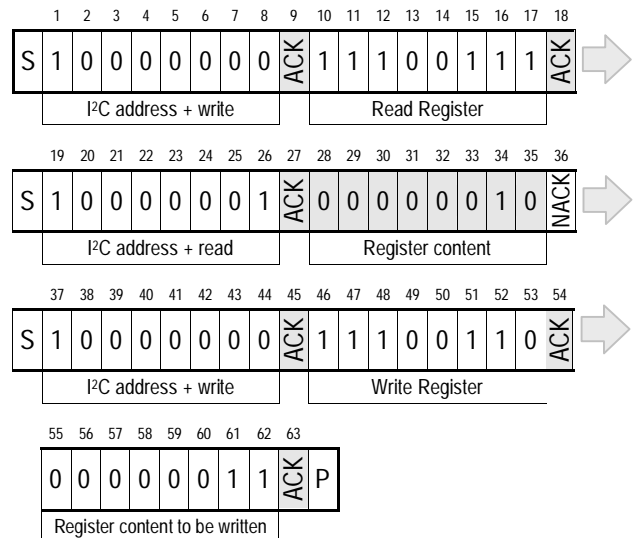 1 2 3 4 5 6 7 8 9 10 11 12 13 14 15 16 17 18
S 1 0 0 0 0 0 0 0 ACK 1 1 1 0 0 1 1 1 ACK
I²C address + write Read Register
19 20 21 22 23 24 25 26 27 28 29 30 31 32 33 34 35 36
S 1 0 0 0 0 0 0 1 ACK 0 0 0 0 0 0 1 0 NACK
I²C address + read Register content
37 38 39 40 41 42 43 44 45 46 47 48 49 50 51 52 53 54
S 1 0 0 0 0 0 0 0 ACK 1 1 1 0 0 1 1 0 ACK
I²C address + write Write Register
55 56 57 58 59 60 61 62 63
0 0 0 0 0 0 1 1 ACK P
Register content to be written